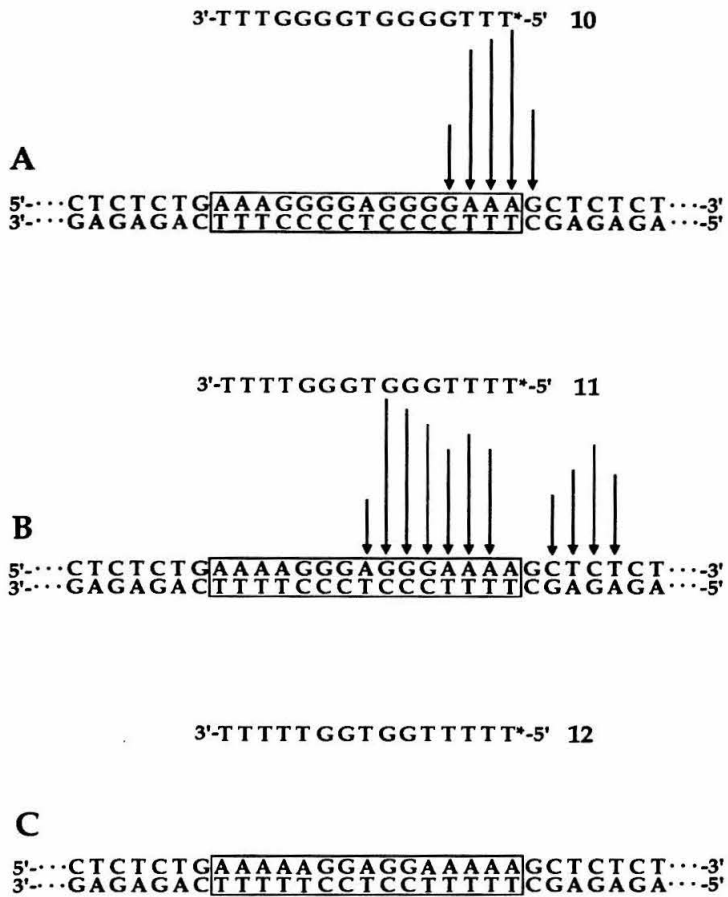 3'-TTTGGGGTGGGGTTT*-5' 10
A
5'-···CTCTCTGAAAGGGGAGGGGAAAGCTCTCT···-3'
3'-···GAGAGACTTTCCCCTCCCCTTTCGAGAGA···-5'
3'-TTTTGGGTGGGTTTT*-5' 11
B
5'-···CTCTCTGAAAAGGGAGGGAAAAGCTCTCT···-3'
3'-···GAGAGACTTTTCCCTCCCTTTTCGAGAGA···-5'
3'-TTTTTGGTGGTTTTT*-5' 12
C
5'-···CTCTCTGAAAAAGGAGGAAAAAGCTCTCT···-3'
3'-···GAGAGACTTTTTCCTCCTTTTTCGAGAGA···-5'